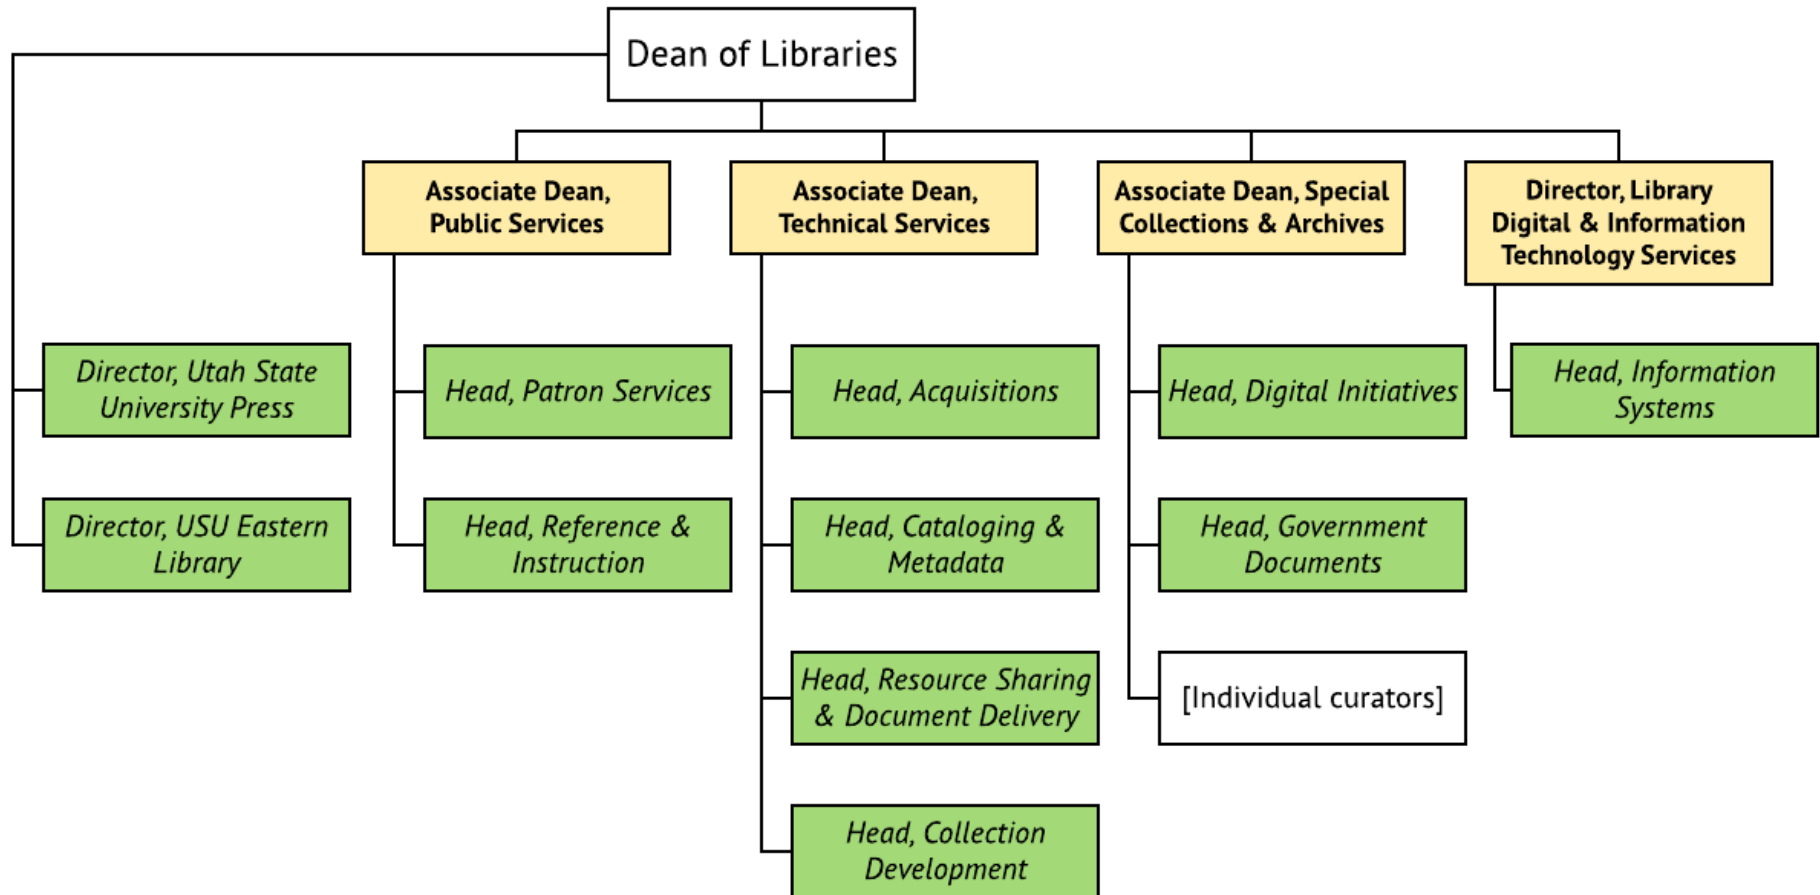 Dean of Libraries
Associate Dean,
Public Services
Associate Dean,
Technical Services
Associate Dean, Special
Collections & Archives
Director, Library
Digital & Information
Technology Services
Director, Utah State
University Press
Head, Patron Services
Head, Acquisitions
Head, Digital Initiatives
Head, Information
Systems
Director, USU Eastern
Library
Head, Reference &
Instruction
Head, Cataloging &
Metadata
Head, Government
Documents
Head, Resource Sharing
& Document Delivery
[Individual curators]
Head, Collection
Development